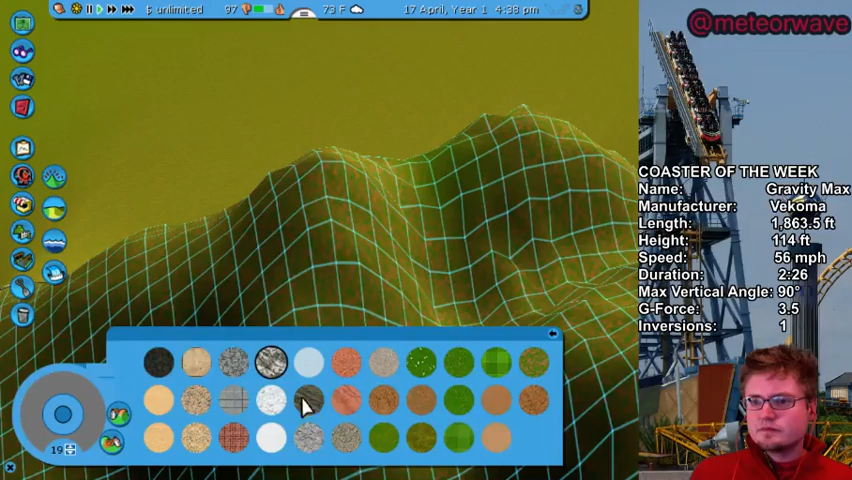 $ unlimited 97 73 F 17 April, Year 1 4:38 pm
@meteorwave
COASTER OF THE WEEK
Name: Gravity Max
Manufacturer: Vekoma
Length: 1,863.5 ft
Height: 114 ft
Speed: 56 mph
Duration: 2:26
Max Vertical Angle: 90°
G-Force: 3.5
Inversions: 1
19